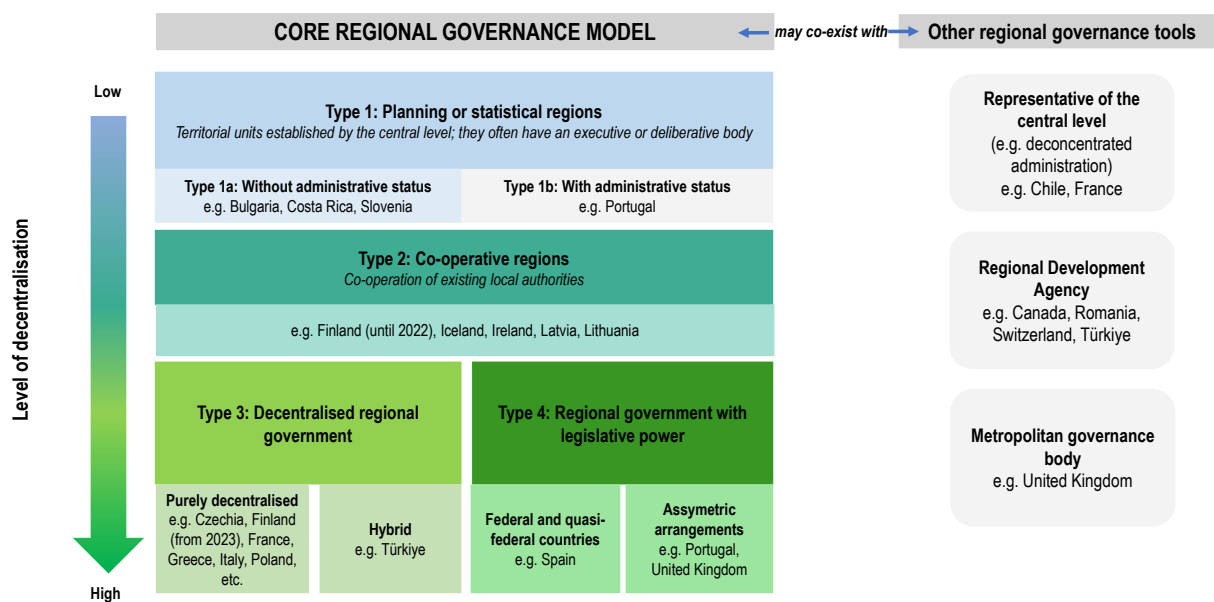 CORE REGIONAL GOVERNANCE MODEL
may co-exist with
Other regional governance tools
Level of decentralisation
Low
High
Type 1: Planning or statistical regions
Territorial units established by the central level; they often have an executive or deliberative body
Type 1a: Without administrative status
e.g. Bulgaria, Costa Rica, Slovenia
Type 1b: With administrative status
e.g. Portugal
Type 2: Co-operative regions
Co-operation of existing local authorities
e.g. Finland (until 2022), Iceland, Ireland, Latvia, Lithuania
Type 3: Decentralised regional
government
Type 4: Regional government with
legislative power
Purely decentralised
e.g. Czechia, Finland
(from 2023), France,
Greece, Italy, Poland,
etc.
Hybrid
e.g. Türkiye
Federal and quasi-
federal countries
e.g. Spain
Assymetric
arrangements
e.g. Portugal,
United Kingdom
Representative of the
central level
(e.g. deconcentrated
administration)
e.g. Chile, France
Regional Development
Agency
e.g. Canada, Romania,
Switzerland, Türkiye
Metropolitan governance
body
e.g. United Kingdom